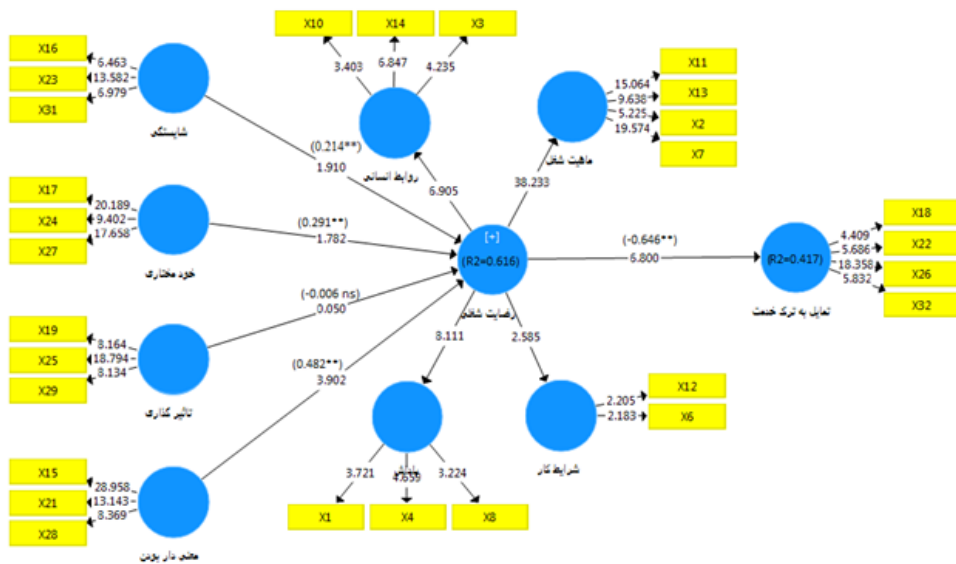 X16
X23
X31
6.463
13.582
6.979
شایستگی
X10
X14
X3
3.403
6.847
4.235
روابط انسانی
X11
X13
X2
X7
15.064
9.638
5.225
19.574
ماهیت شغل
(0.214**)
1.910
6.905
38.233
X17
X24
X27
20.189
9.402
17.658
خود مختاری
(0.291**)
1.782
[+]
(R2=0.616)
رضایت شغلی
(-0.646**)
6.800
(R2=0.417)
تمایل به ترک خدمت
X18
X22
X26
X32
4.409
5.686
18.358
5.832
X19
X25
X29
8.164
18.794
8.134
تاثیر گذاری
(-0.006 ns)
0.050
(0.482**)
3.902
8.111
2.585
X15
X21
X28
28.958
13.143
8.369
معنی دار بودن
3.721
4.659
3.224
X1
X4
X8
X12
X6
2.205
2.183
شرایط کار